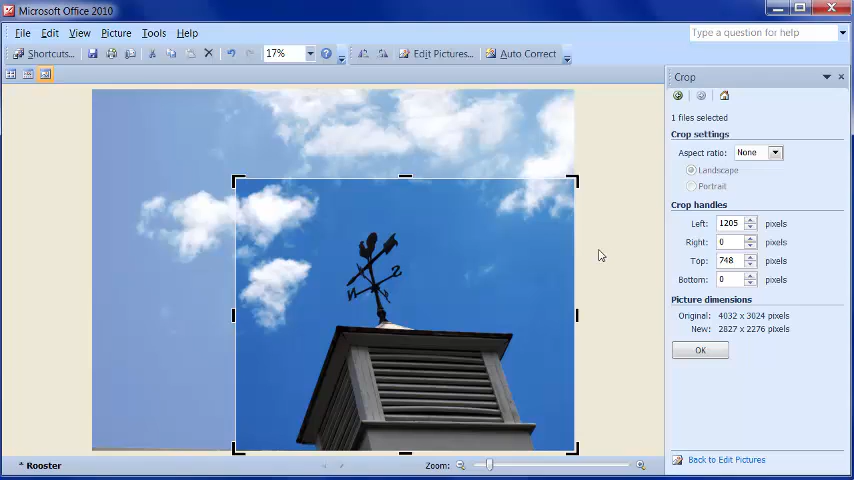 Microsoft Office 2010
File Edit View Picture Tools Help
Type a question for help
Shortcuts... 17% Edit Pictures... Auto Correct
Crop
1 files selected
Crop settings
Aspect ratio: None
Landscape
Portrait
Crop handles
Left: 1205 pixels
Right: 0 pixels
Top: 748 pixels
Bottom: 0 pixels
Picture dimensions
Original: 4032 x 3024 pixels
New: 2827 x 2276 pixels
OK
N S
* Rooster
Zoom:
Back to Edit Pictures